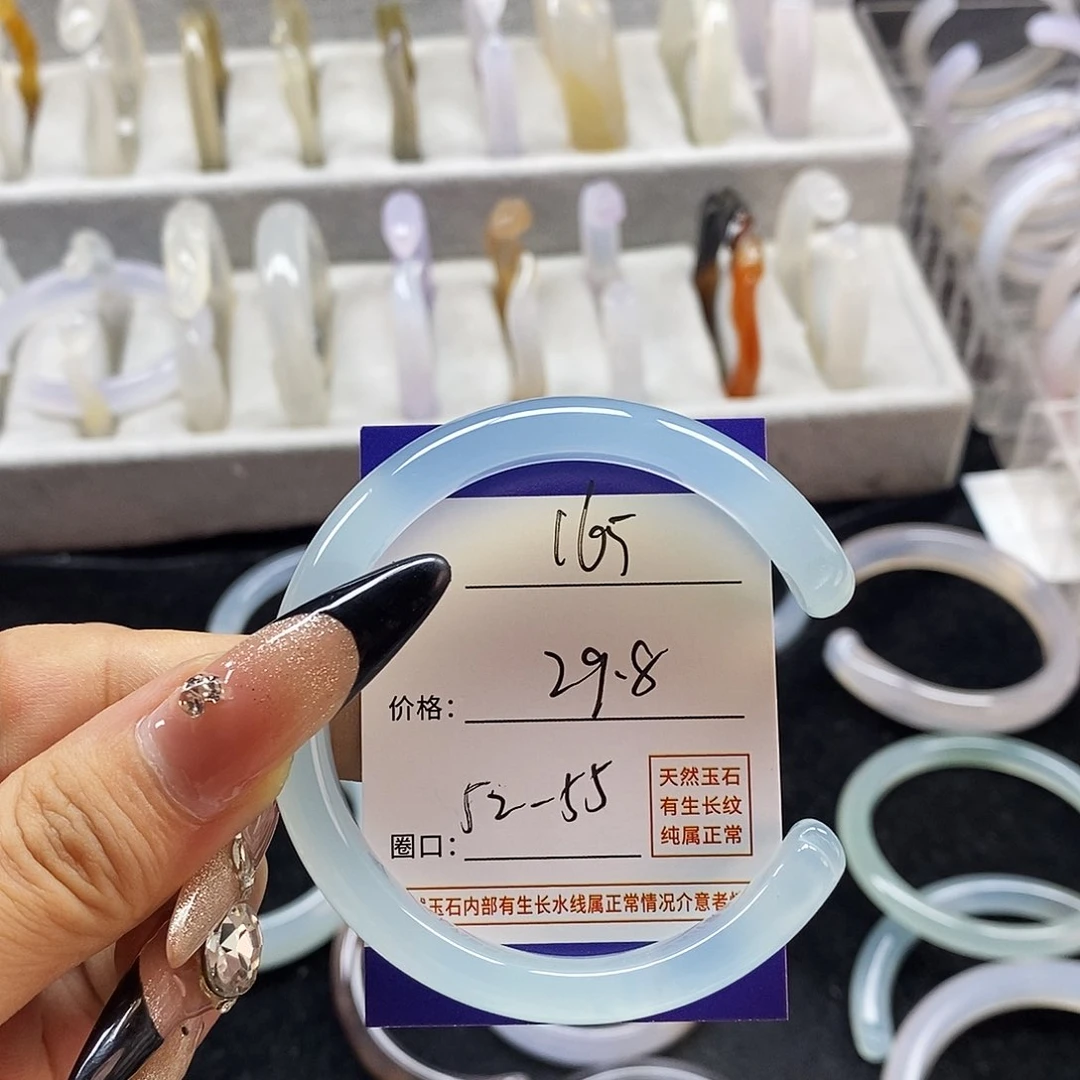 165
价格： 29.8
圈口： 52-55
天然玉石
有生长纹
纯属正常
玉石内部有生长水线属正常情况介意者